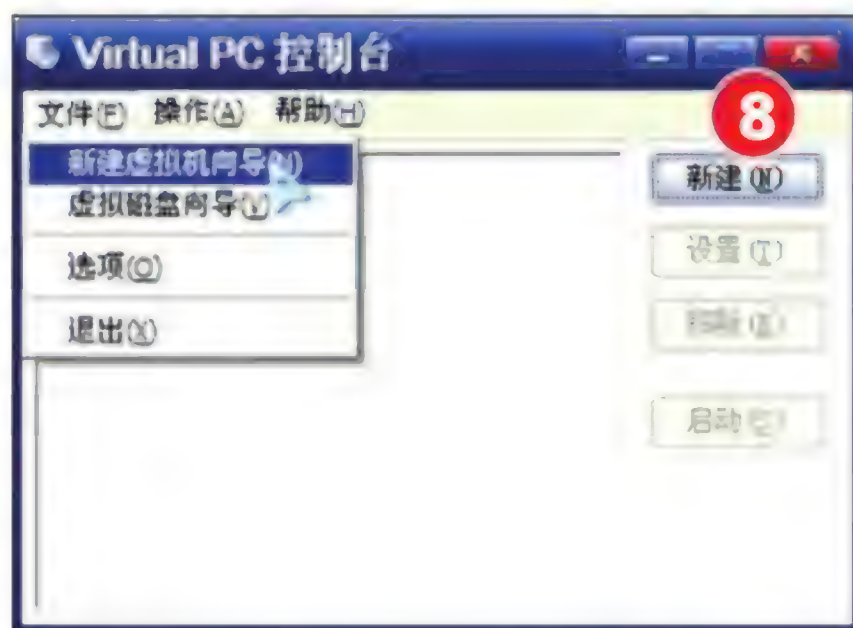 Virtual PC 控制台
文件(F) 操作(A) 帮助(H)
8
新建虚拟机向导(N)
虚拟磁盘向导(V)
选项(O)
退出(X)
新建(N)
设置(T)
启动